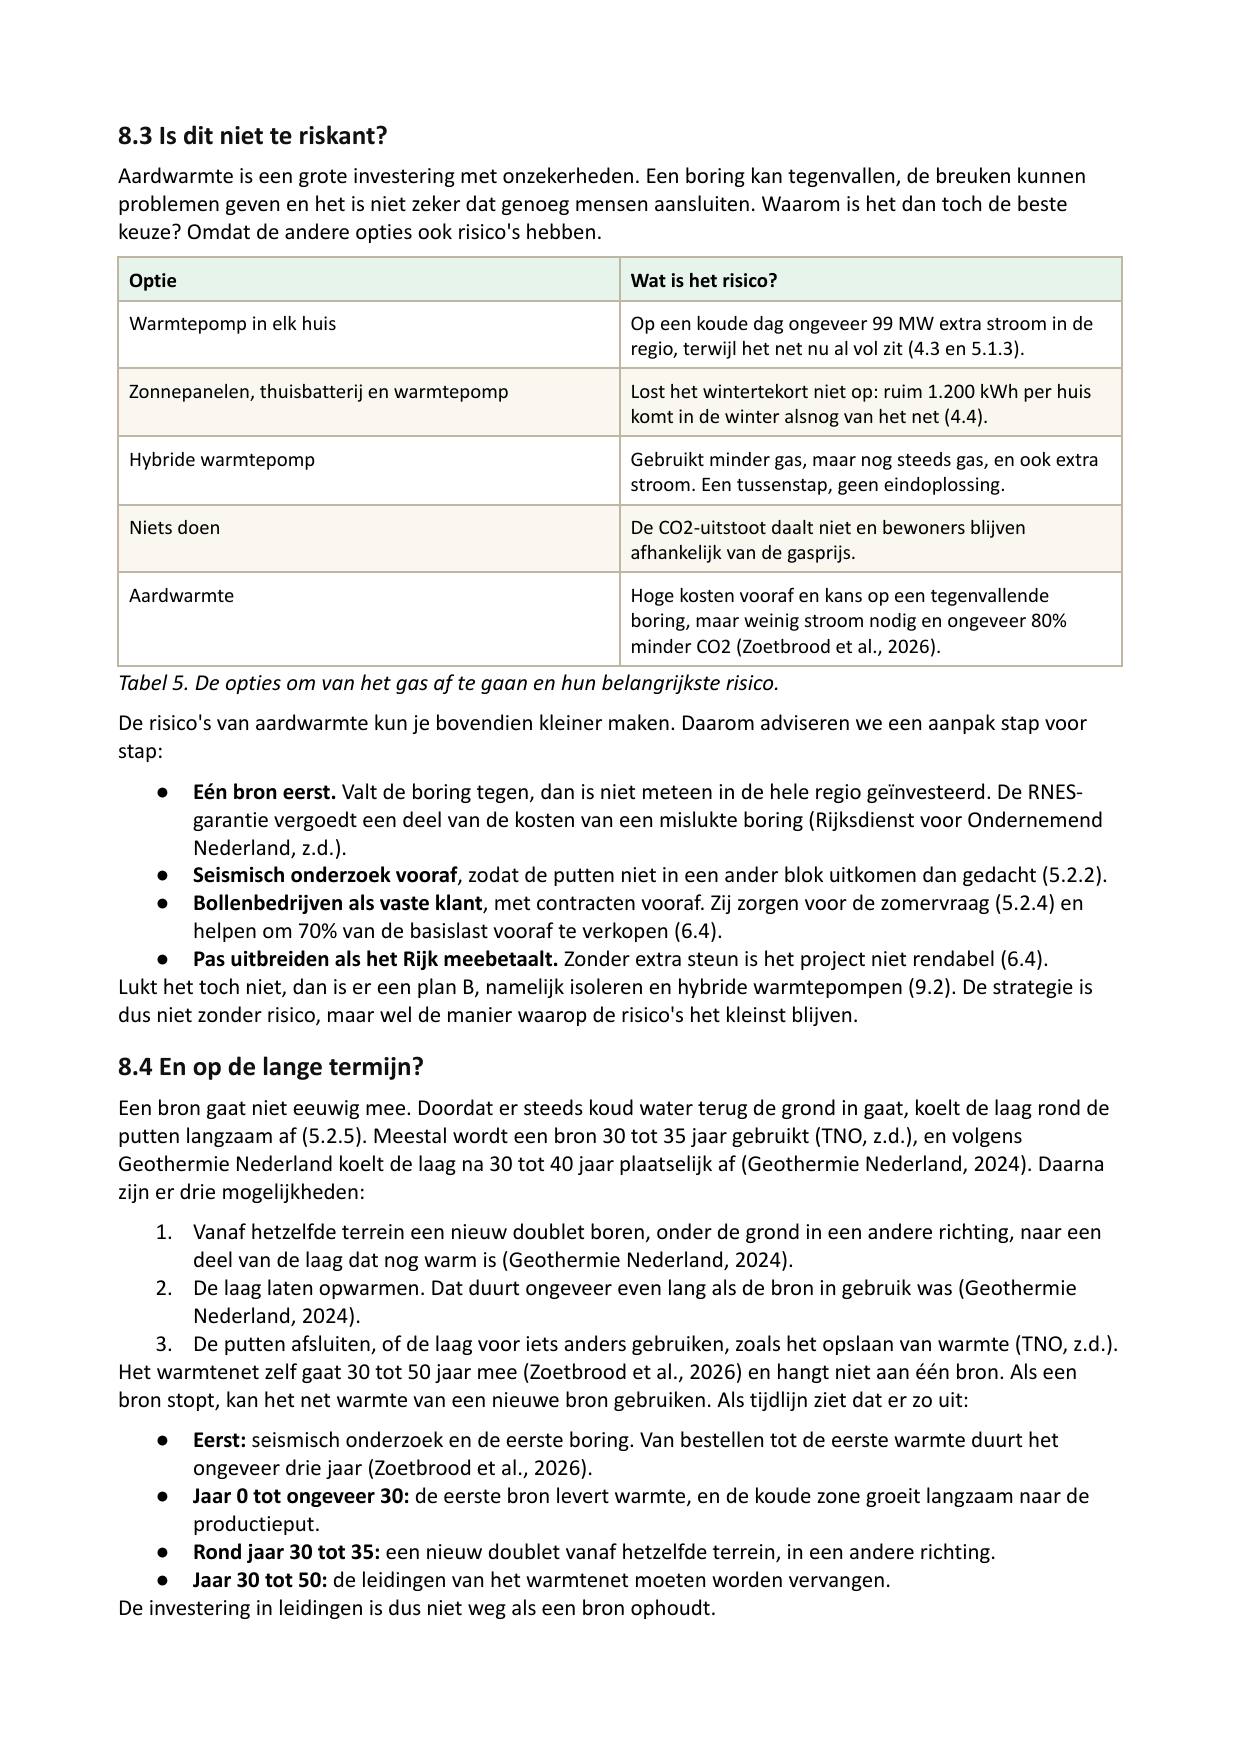 8.3 Is dit niet te riskant?
Aardwarmte is een grote investering met onzekerheden. Een boring kan tegenvallen, de breuken kunnen
problemen geven en het is niet zeker dat genoeg mensen aansluiten. Waarom is het dan toch de beste
keuze? Omdat de andere opties ook risico's hebben.
Optie
Wat is het risico?
Warmtepomp in elk huis
Op een koude dag ongeveer 99 MW extra stroom in de
regio, terwijl het net nu al vol zit (4.3 en 5.1.3).
Zonnepanelen, thuisbatterij en warmtepomp
Lost het wintertekort niet op: ruim 1.200 kWh per huis
komt in de winter alsnog van het net (4.4).
Hybride warmtepomp
Gebruikt minder gas, maar nog steeds gas, en ook extra
stroom. Een tussenstap, geen eindoplossing.
Niets doen
De CO2-uitstoot daalt niet en bewoners blijven
afhankelijk van de gasprijs.
Aardwarmte
Hoge kosten vooraf en kans op een tegenvallende
boring, maar weinig stroom nodig en ongeveer 80%
minder CO2 (Zoetbrood et al., 2026).
Tabel 5. De opties om van het gas af te gaan en hun belangrijkste risico.
De risico's van aardwarmte kun je bovendien kleiner maken. Daarom adviseren we een aanpak stap voor
stap:
● Eén bron eerst. Valt de boring tegen, dan is niet meteen in de hele regio geïnvesteerd. De RNES-
garantie vergoedt een deel van de kosten van een mislukte boring (Rijksdienst voor Ondernemend
Nederland, z.d.).
● Seismisch onderzoek vooraf, zodat de putten niet in een ander blok uitkomen dan gedacht (5.2.2).
● Bollenbedrijven als vaste klant, met contracten vooraf. Zij zorgen voor de zomervraag (5.2.4) en
helpen om 70% van de basislast vooraf te verkopen (6.4).
● Pas uitbreiden als het Rijk meebetaalt. Zonder extra steun is het project niet rendabel (6.4).
Lukt het toch niet, dan is er een plan B, namelijk isoleren en hybride warmtepompen (9.2). De strategie is
dus niet zonder risico, maar wel de manier waarop de risico's het kleinst blijven.
8.4 En op de lange termijn?
Een bron gaat niet eeuwig mee. Doordat er steeds koud water terug de grond in gaat, koelt de laag rond de
putten langzaam af (5.2.5). Meestal wordt een bron 30 tot 35 jaar gebruikt (TNO, z.d.), en volgens
Geothermie Nederland koelt de laag na 30 tot 40 jaar plaatselijk af (Geothermie Nederland, 2024). Daarna
zijn er drie mogelijkheden:
1. Vanaf hetzelfde terrein een nieuw doublet boren, onder de grond in een andere richting, naar een
deel van de laag dat nog warm is (Geothermie Nederland, 2024).
2. De laag laten opwarmen. Dat duurt ongeveer even lang als de bron in gebruik was (Geothermie
Nederland, 2024).
3. De putten afsluiten, of de laag voor iets anders gebruiken, zoals het opslaan van warmte (TNO, z.d.).
Het warmtenet zelf gaat 30 tot 50 jaar mee (Zoetbrood et al., 2026) en hangt niet aan één bron. Als een
bron stopt, kan het net warmte van een nieuwe bron gebruiken. Als tijdlijn ziet dat er zo uit:
● Eerst: seismisch onderzoek en de eerste boring. Van bestellen tot de eerste warmte duurt het
ongeveer drie jaar (Zoetbrood et al., 2026).
● Jaar 0 tot ongeveer 30: de eerste bron levert warmte, en de koude zone groeit langzaam naar de
productieput.
● Rond jaar 30 tot 35: een nieuw doublet vanaf hetzelfde terrein, in een andere richting.
● Jaar 30 tot 50: de leidingen van het warmtenet moeten worden vervangen.
De investering in leidingen is dus niet weg als een bron ophoudt.